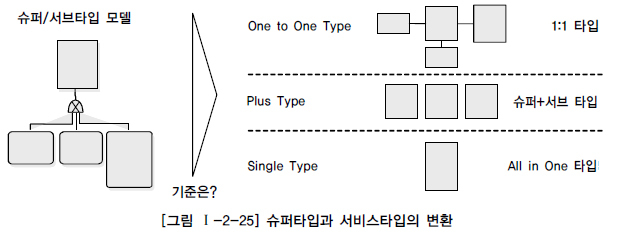 슈퍼/서브타입 모델
One to One Type
1:1 타입
Plus Type
슈퍼+서브 타입
Single Type
All in One 타입
기준은?
[그림 Ⅰ-2-25] 슈퍼타입과 서비스타입의 변환